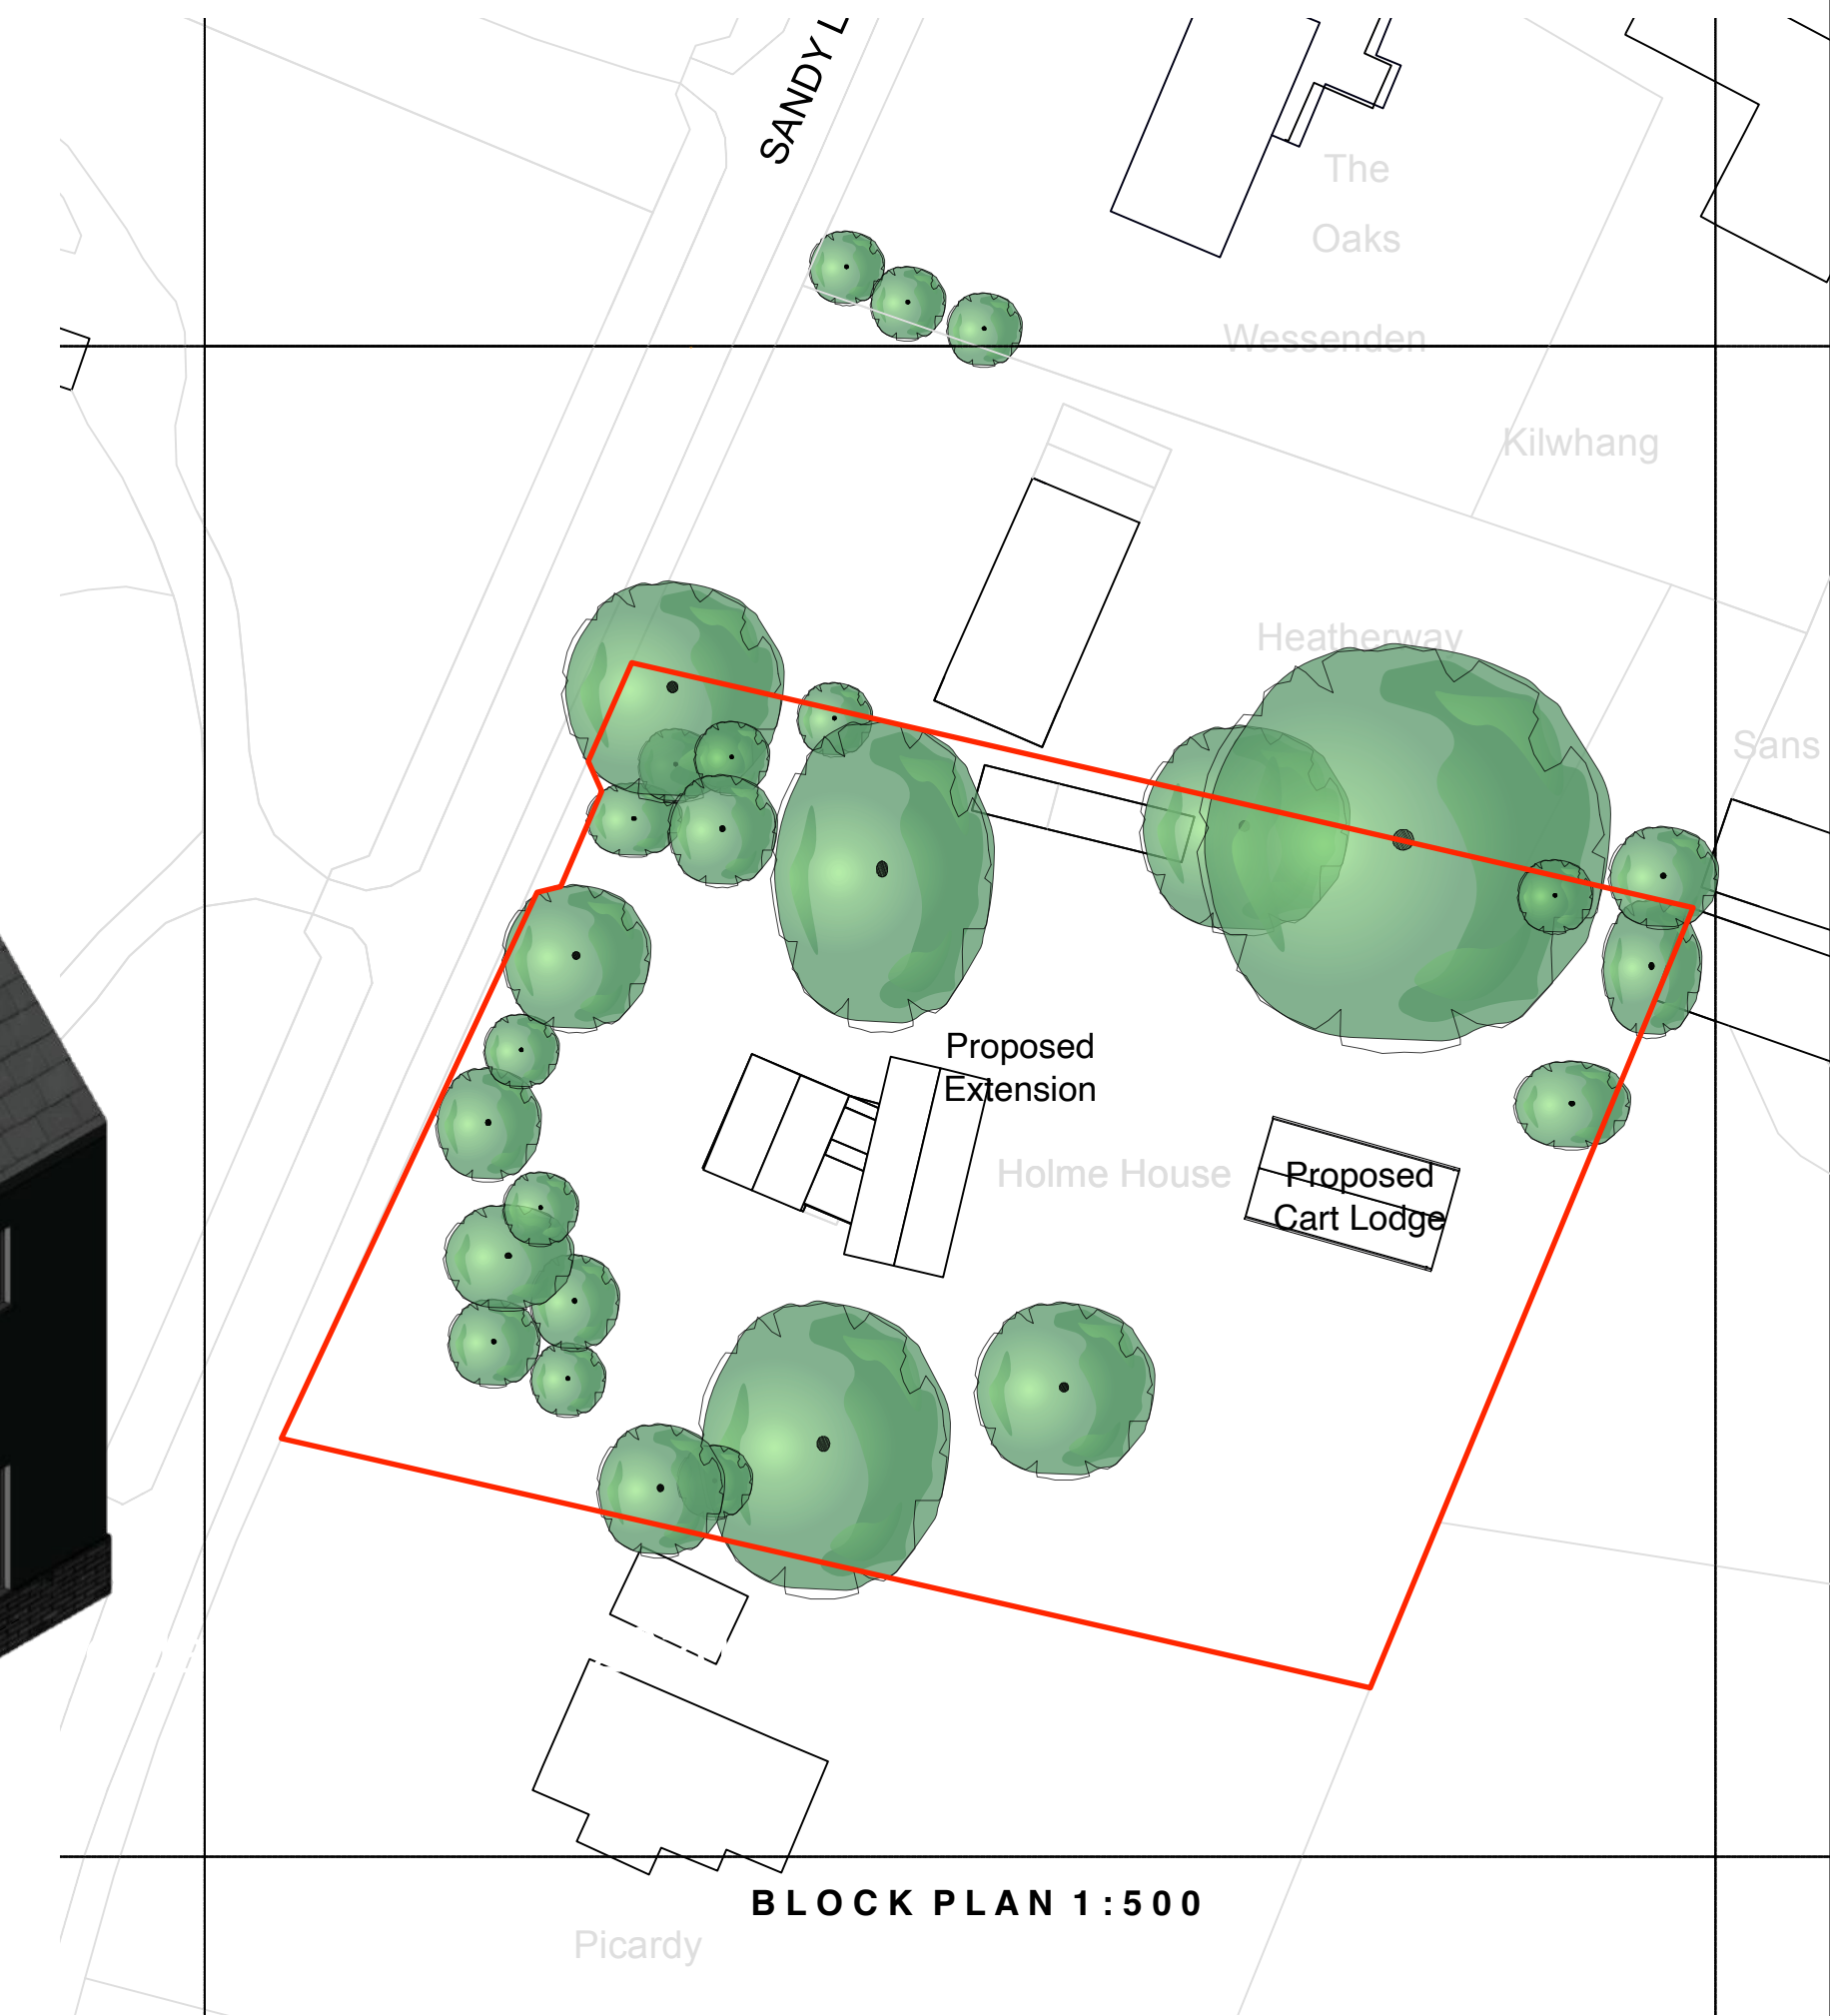 SANDY L
The
Oaks
Wessenden
Kilwhang
Heatherway
Sans
Proposed
Extension
Holme House
Proposed
Cart Lodge
BLOCK PLAN 1:500
Picardy